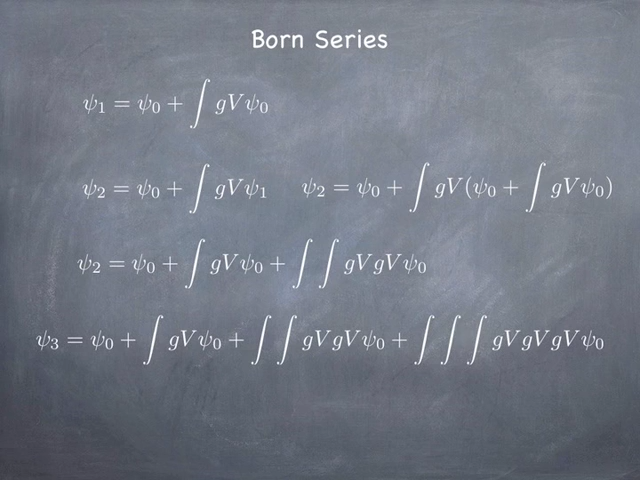 Born Series
ψ₁ = ψ₀ + ∫ gVψ₀
ψ₂ = ψ₀ + ∫ gVψ₁ ψ₂ = ψ₀ + ∫ gV(ψ₀ + ∫ gVψ₀)
ψ₂ = ψ₀ + ∫ gVψ₀ + ∫ ∫ gVgVψ₀
ψ₃ = ψ₀ + ∫ gVψ₀ + ∫ ∫ gVgVψ₀ + ∫ ∫ ∫ gVgVgVψ₀